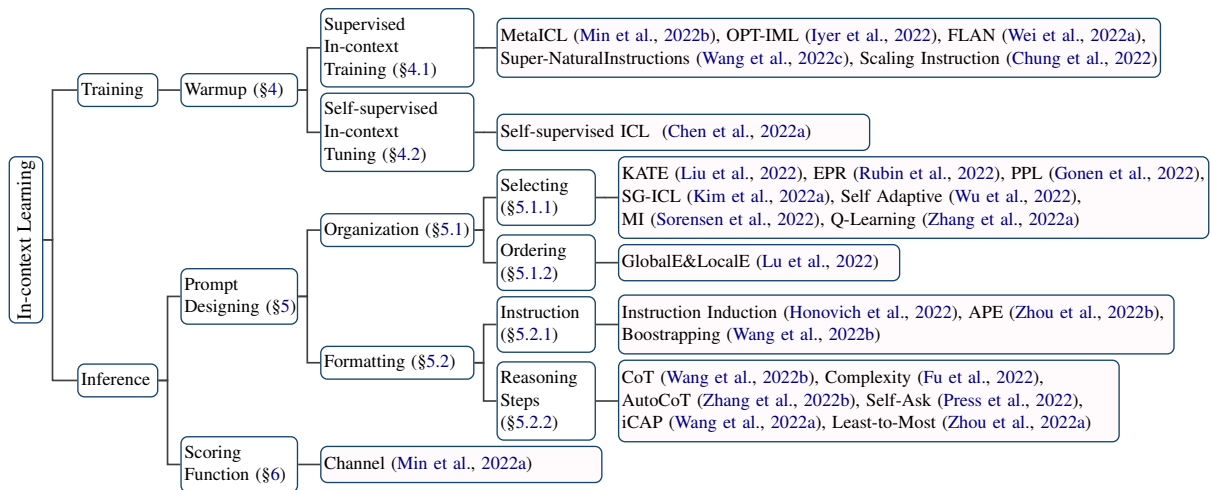 In-context Learning
Training
Warmup (§4)
Supervised
In-context
Training (§4.1)
MetaICL (Min et al., 2022b), OPT-IML (Iyer et al., 2022), FLAN (Wei et al., 2022a),
Super-NaturalInstructions (Wang et al., 2022c), Scaling Instruction (Chung et al., 2022)
Self-supervised
In-context
Tuning (§4.2)
Self-supervised ICL (Chen et al., 2022a)
Inference
Prompt
Designing (§5)
Organization (§5.1)
Selecting
(§5.1.1)
KATE (Liu et al., 2022), EPR (Rubin et al., 2022), PPL (Gonen et al., 2022),
SG-ICL (Kim et al., 2022a), Self Adaptive (Wu et al., 2022),
MI (Sorensen et al., 2022), Q-Learning (Zhang et al., 2022a)
Ordering
(§5.1.2)
GlobalE&LocalE (Lu et al., 2022)
Formatting (§5.2)
Instruction
(§5.2.1)
Instruction Induction (Honovich et al., 2022), APE (Zhou et al., 2022b),
Boostrapping (Wang et al., 2022b)
Reasoning
Steps
(§5.2.2)
CoT (Wang et al., 2022b), Complexity (Fu et al., 2022),
AutoCoT (Zhang et al., 2022b), Self-Ask (Press et al., 2022),
iCAP (Wang et al., 2022a), Least-to-Most (Zhou et al., 2022a)
Scoring
Function (§6)
Channel (Min et al., 2022a)